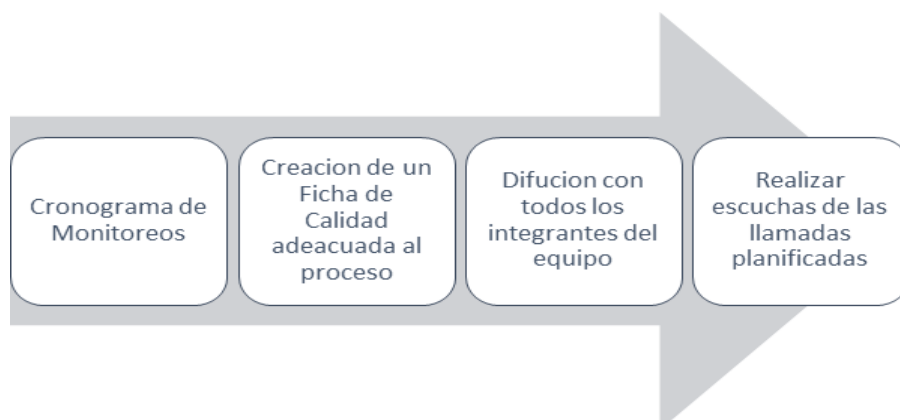 Cronograma de
Monitoreos
Creacion de un
Ficha de
Calidad
adeacuada al
proceso
Difucion con
todos los
integrantes del
equipo
Realizar
escuchas de las
llamadas
planificadas